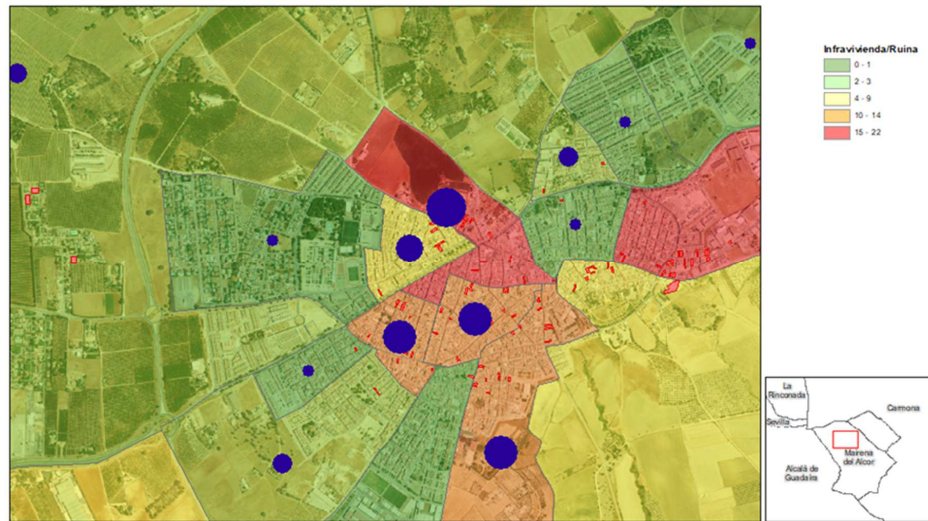 Infravivienda/Ruina
0 - 1
2 - 3
4 - 9
10 - 14
15 - 22
La
Rinconada
Carmona
Sevilla
Mairena
del Alcor
Alcalá de
Guadaira